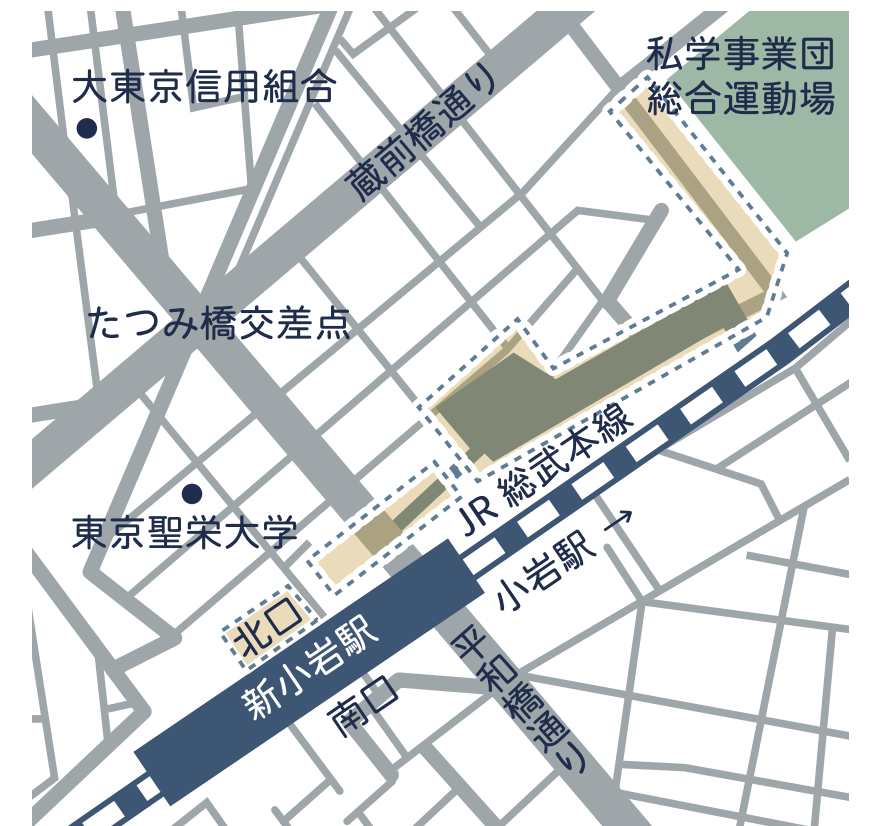 私学事業団
総合運動場
大東京信用組合
蔵前橋通り
たつみ橋交差点
JR 総武本線
東京聖栄大学
小岩駅 →
北口
新小岩駅
平和橋通り
南口